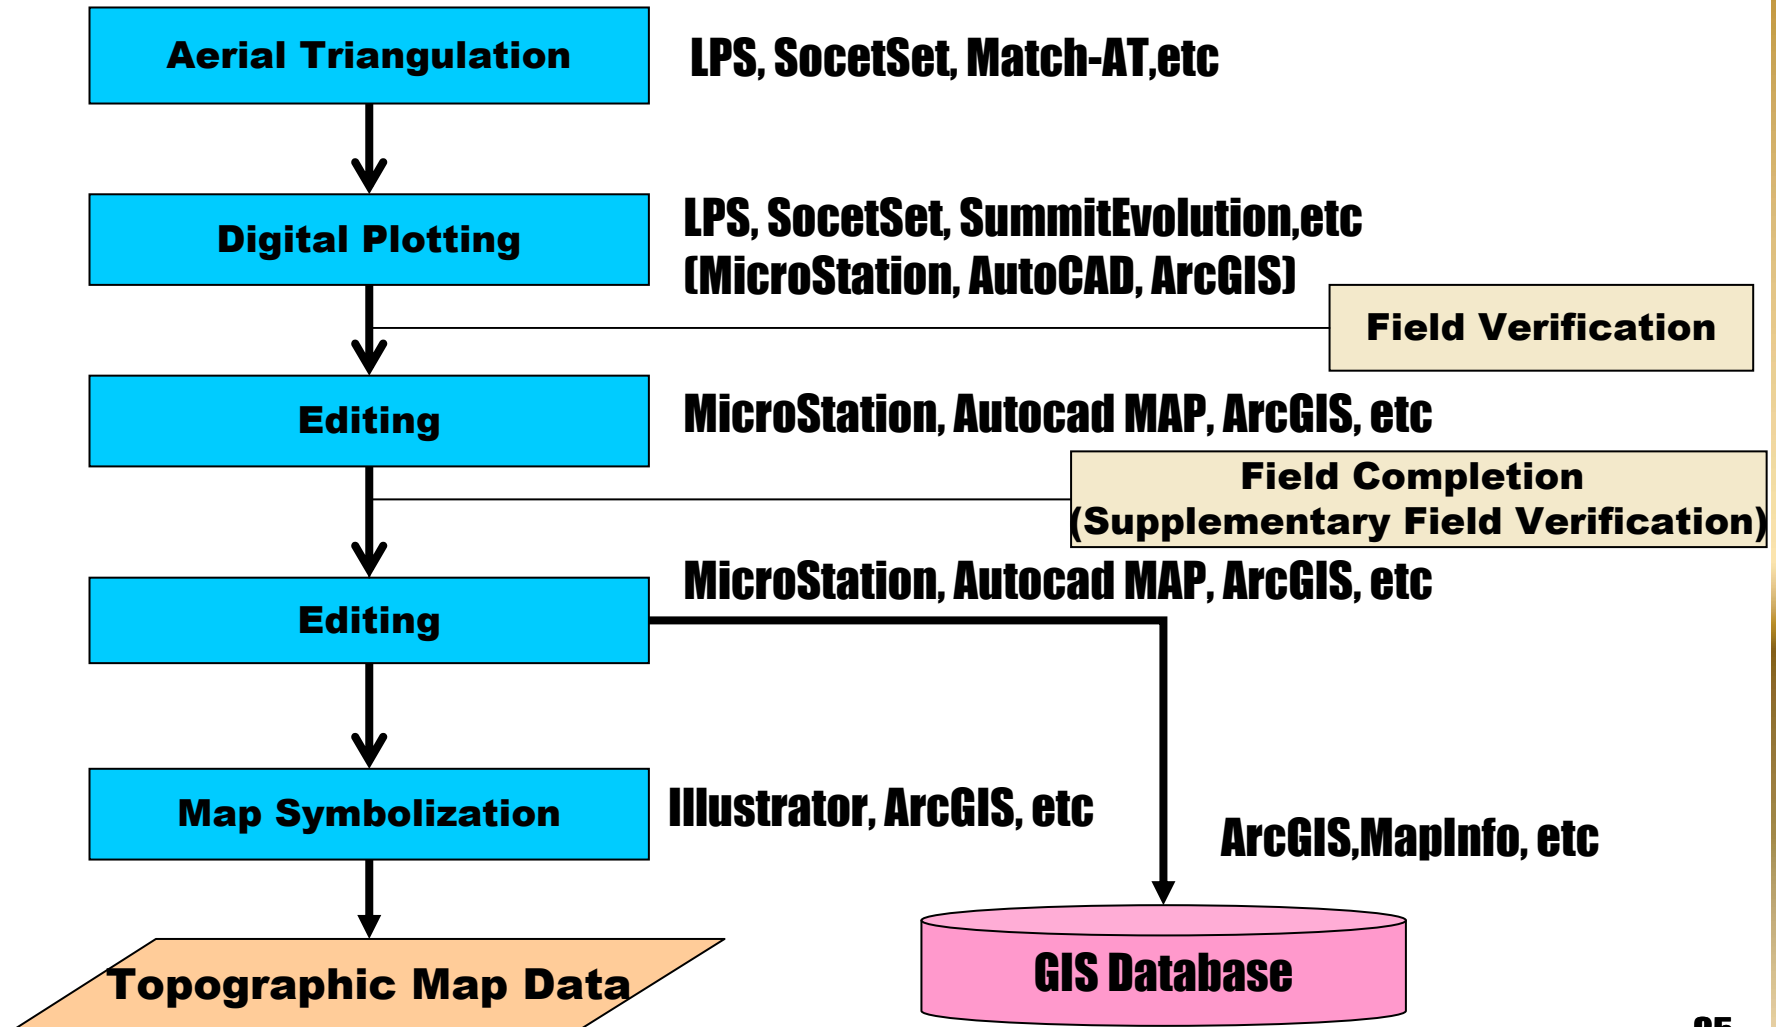 Aerial Triangulation
LPS, SocetSet, Match-AT,etc
Digital Plotting
LPS, SocetSet, SummitEvolution,etc
(MicroStation, AutoCAD, ArcGIS)
Field Verification
Editing
MicroStation, Autocad MAP, ArcGIS, etc
Field Completion
(Supplementary Field Verification)
MicroStation, Autocad MAP, ArcGIS, etc
Editing
Map Symbolization
Illustrator, ArcGIS, etc
ArcGIS,MapInfo, etc
Topographic Map Data
GIS Database